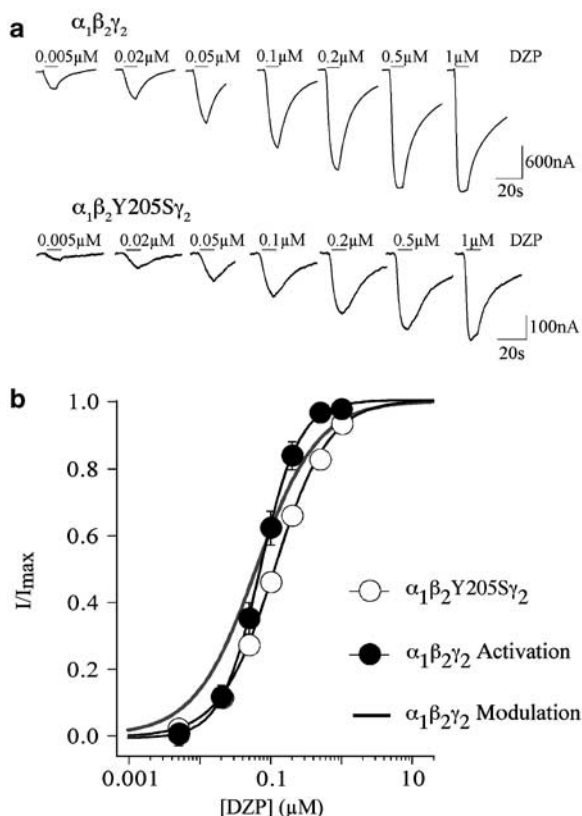 a
α₁β₂γ₂
0.005μM 0.02μM 0.05μM 0.1μM 0.2μM 0.5μM 1μM DZP
600nA
20s
α₁β₂Y205Sγ₂
0.005μM 0.02μM 0.05μM 0.1μM 0.2μM 0.5μM 1μM DZP
100nA
20s
b
1.0
0.8
0.6
0.4
0.2
0.0
I/Imax
α₁β₂Y205Sγ₂
α₁β₂γ₂ Activation
α₁β₂γ₂ Modulation
0.001 0.1 10
[DZP] (μM)